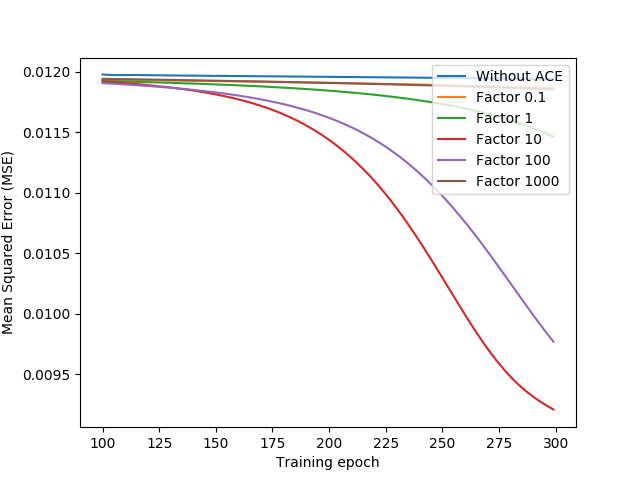 0.0120
0.0115
0.0110
0.0105
0.0100
0.0095
Mean Squared Error (MSE)
100 125 150 175 200 225 250 275 300
Training epoch
Without ACE
Factor 0.1
Factor 1
Factor 10
Factor 100
Factor 1000